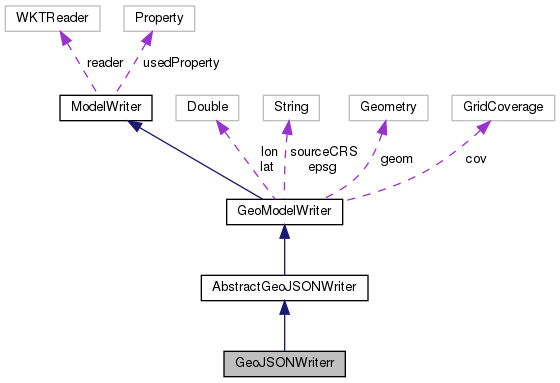 WKTReader
Property
reader
usedProperty
ModelWriter
Double
String
Geometry
GridCoverage
lon
lat
sourceCRS
epsg
geom
cov
GeoModelWriter
AbstractGeoJSONWriter
GeoJSONWriterr